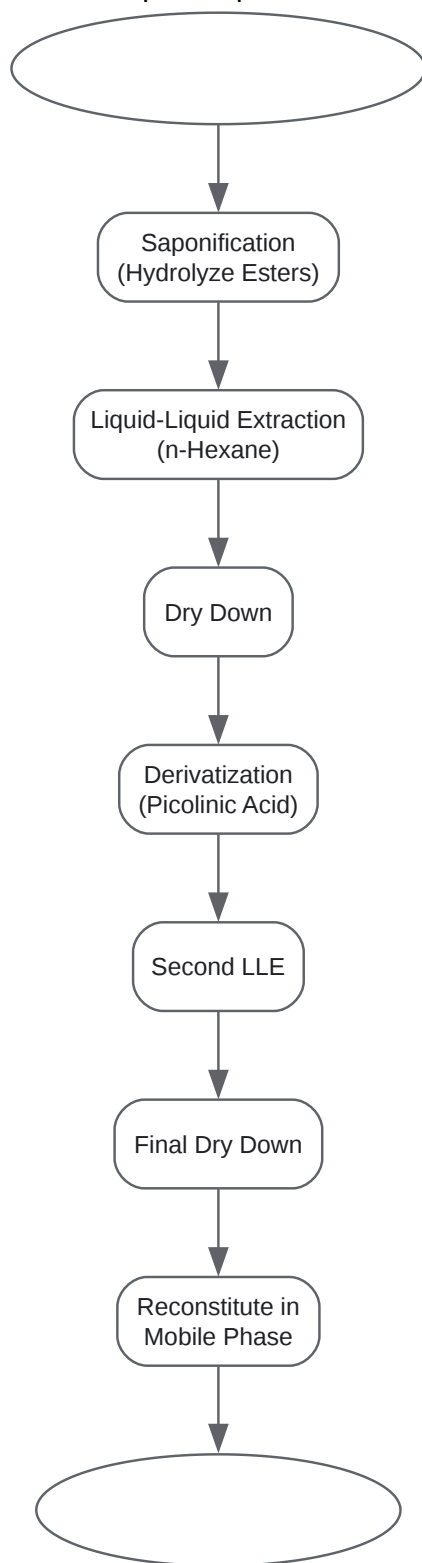 Saponification
(Hydrolyze Esters)
Liquid-Liquid Extraction
(n-Hexane)
Dry Down
Derivatization
(Picolinic Acid)
Second LLE
Final Dry Down
Reconstitute in
Mobile Phase